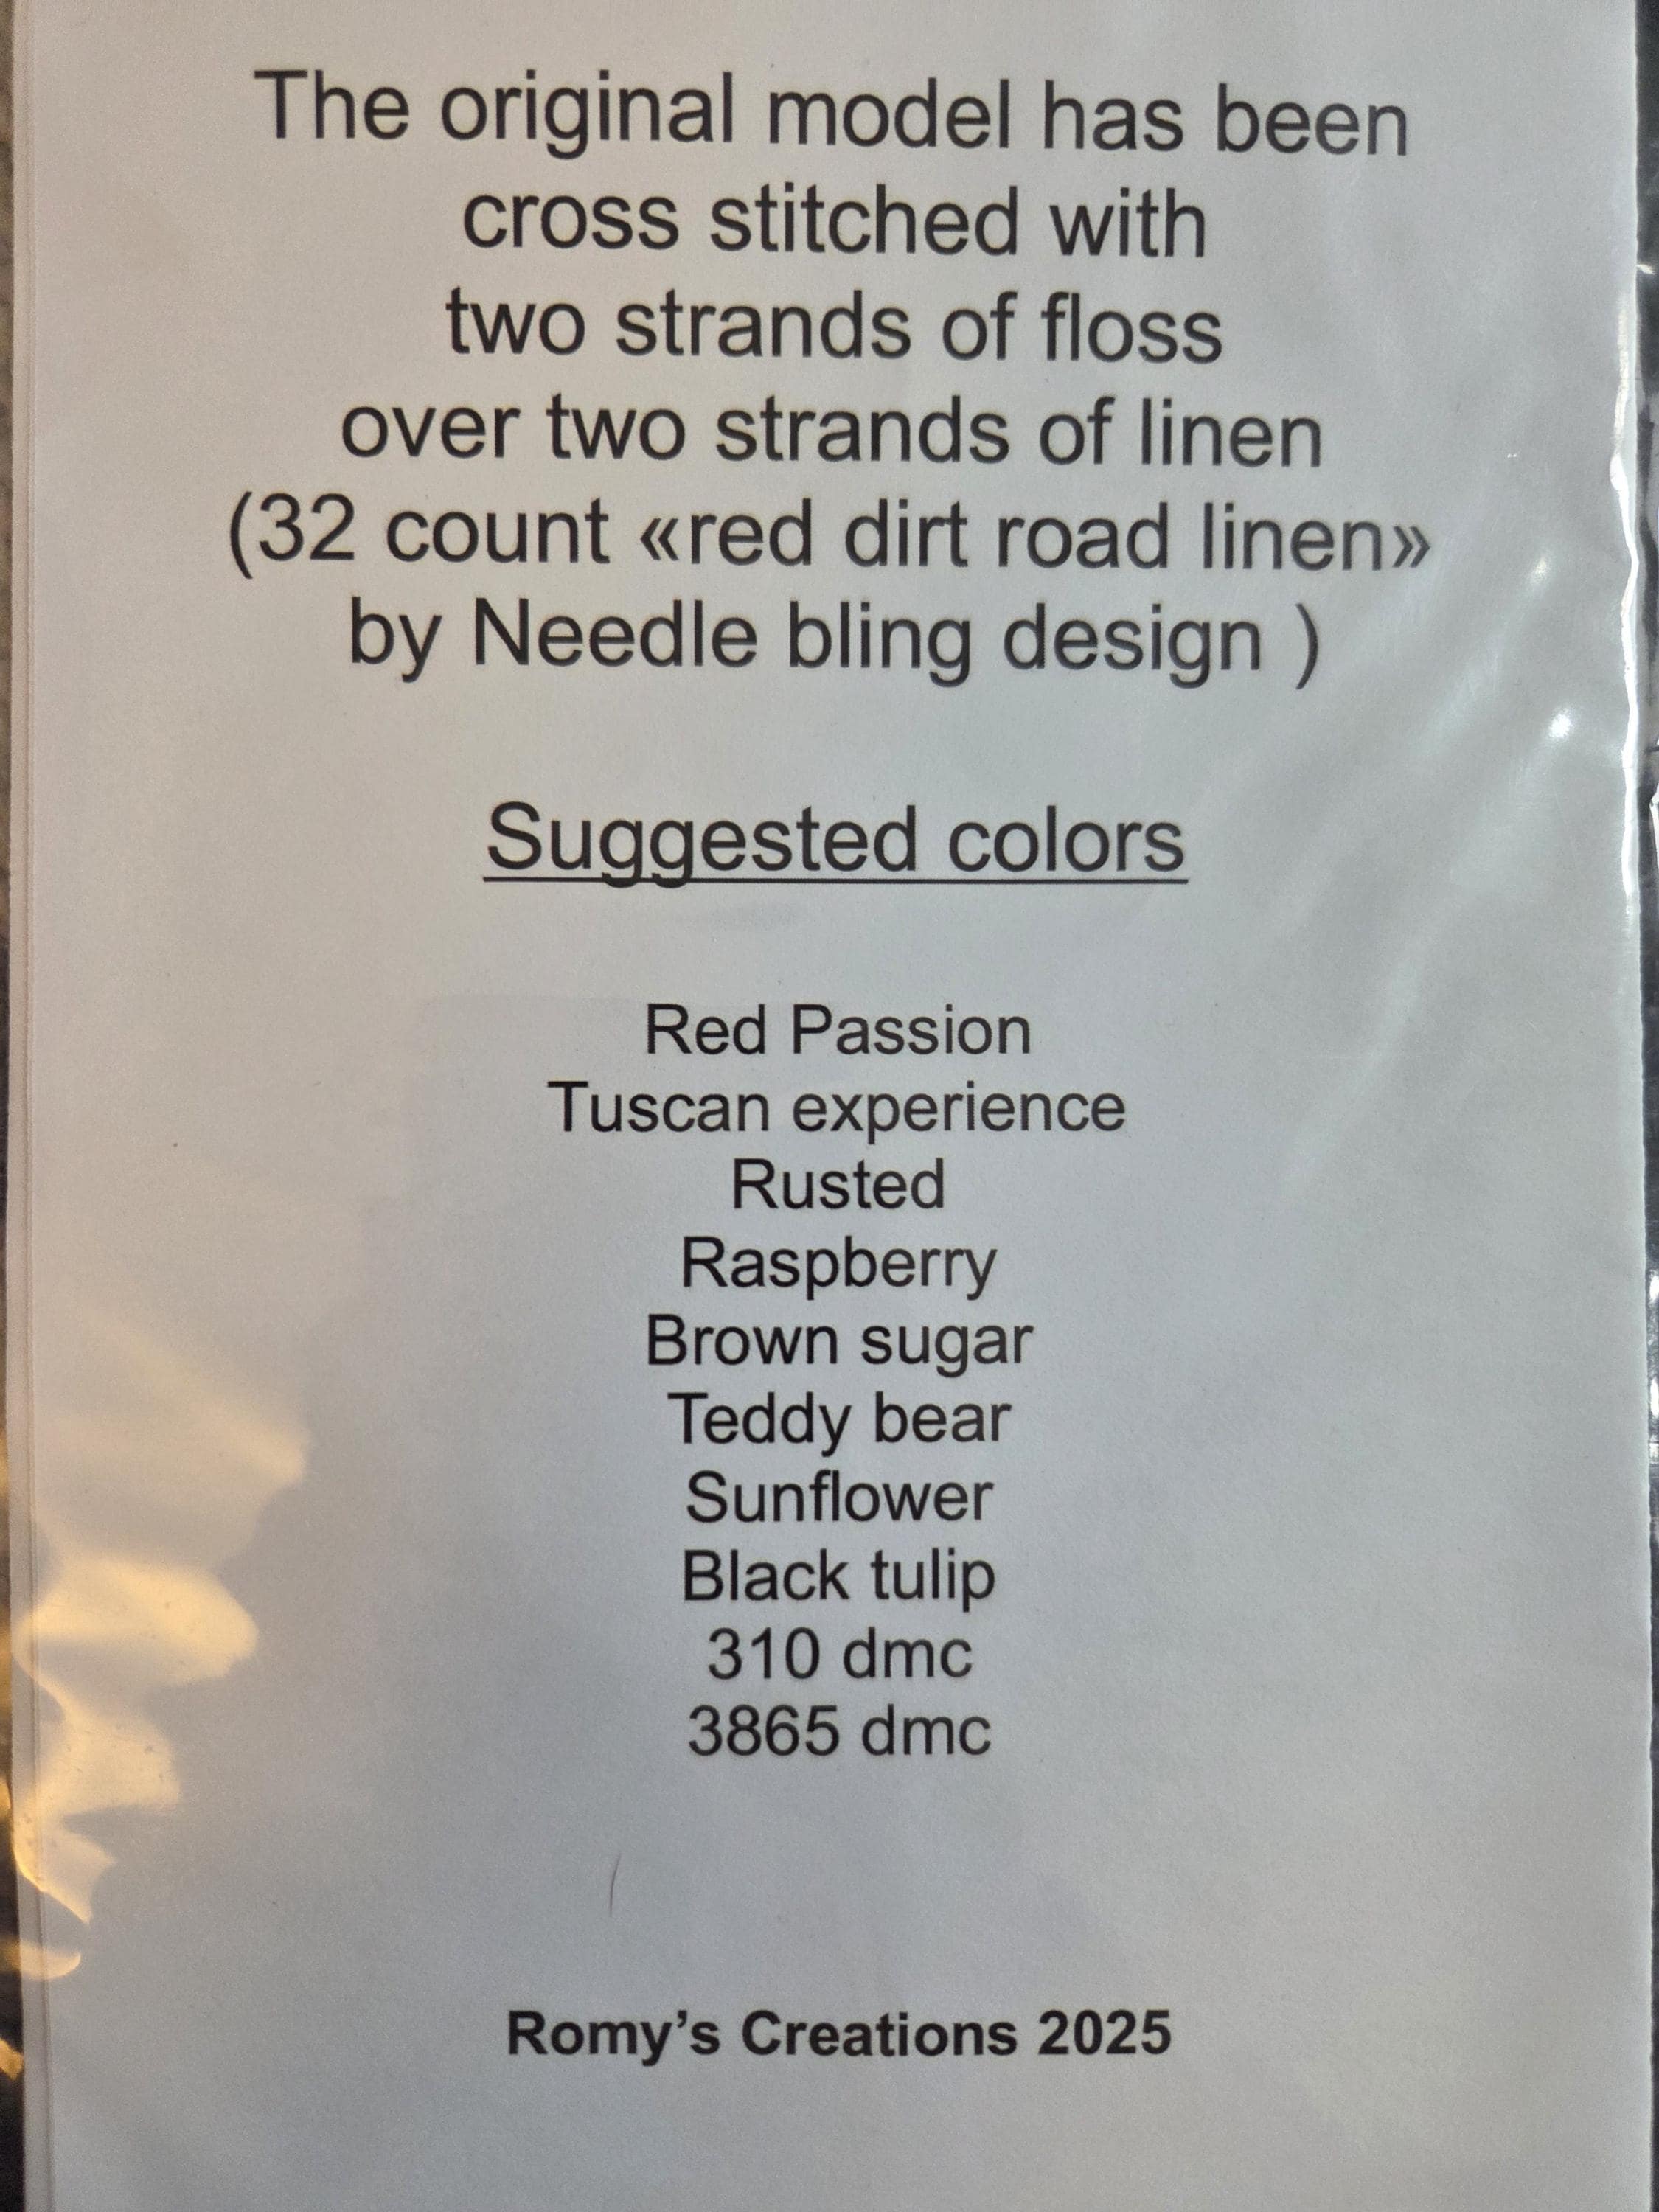 The original model has been
cross stitched with
two strands of floss
over two strands of linen
(32 count «red dirt road linen»
by Needle bling design )
Suggested colors
Red Passion
Tuscan experience
Rusted
Raspberry
Brown sugar
Teddy bear
Sunflower
Black tulip
310 dmc
3865 dmc
Romy’s Creations 2025